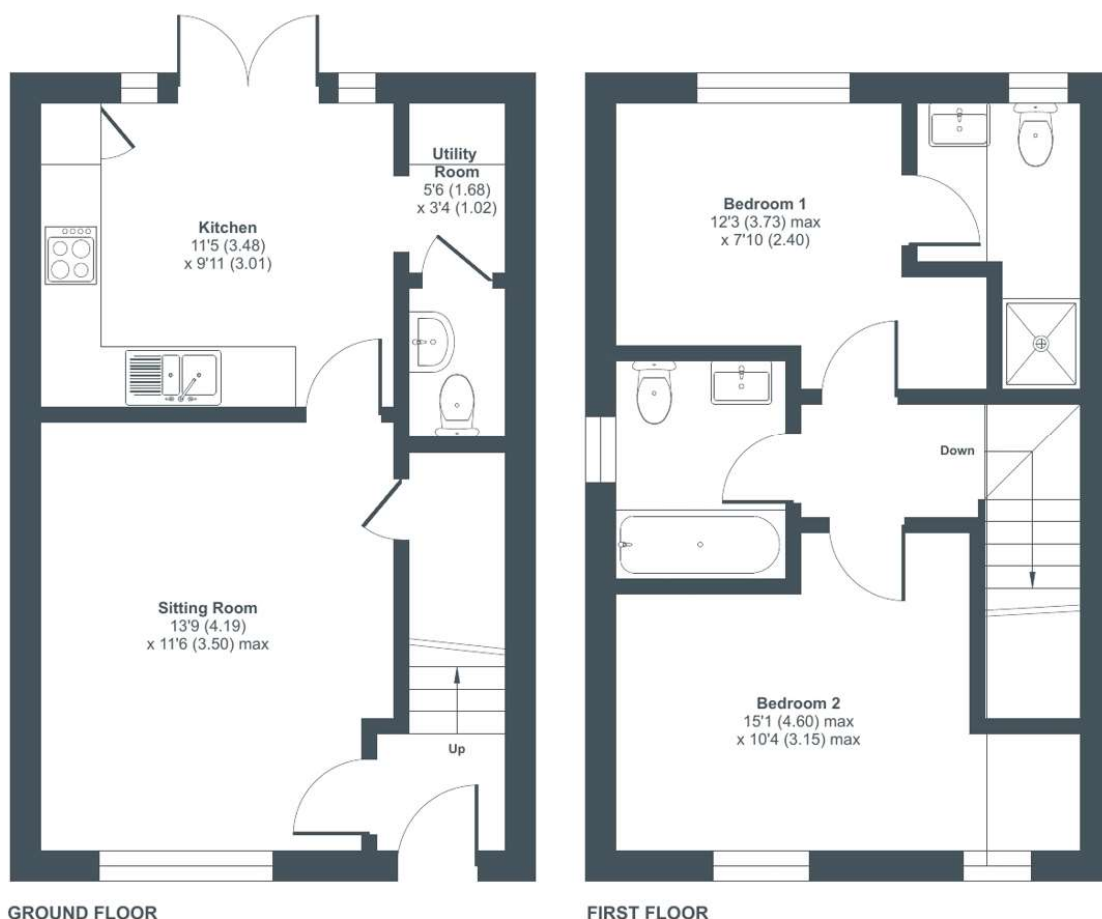 Utility
Room
5'6 (1.68)
x 3'4 (1.02)
Kitchen
11'5 (3.48)
x 9'11 (3.01)
Sitting Room
13'9 (4.19)
x 11'6 (3.50) max
Up
GROUND FLOOR
Bedroom 1
12'3 (3.73) max
x 7'10 (2.40)
Down
Bedroom 2
15'1 (4.60) max
x 10'4 (3.15) max
FIRST FLOOR